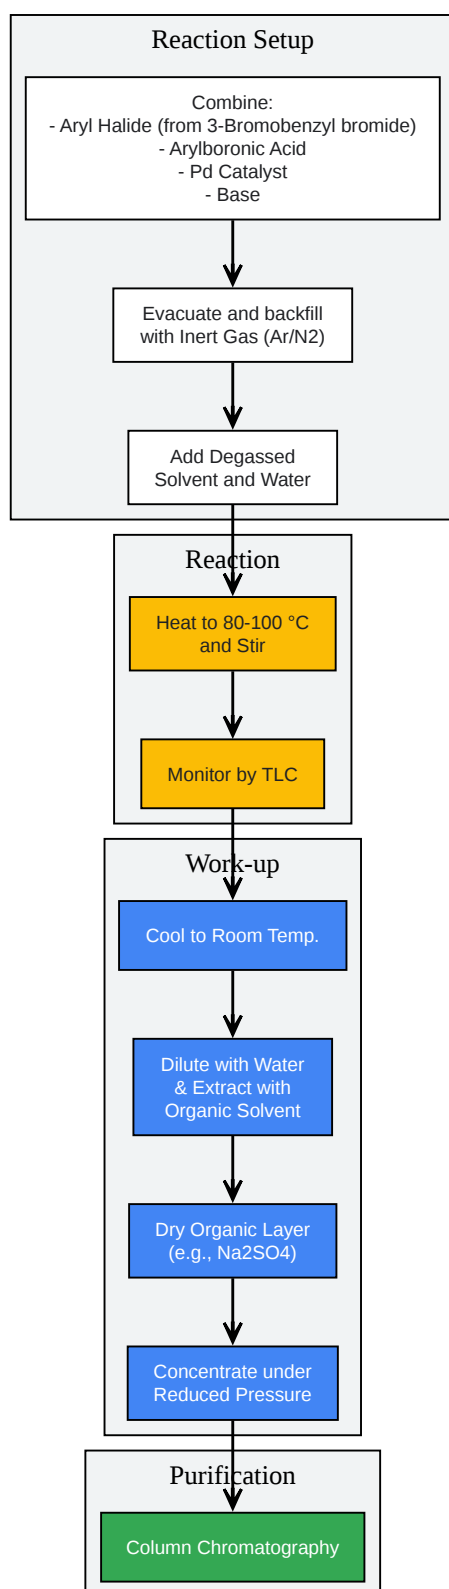 Reaction Setup
Combine:
- Aryl Halide (from 3-Bromobenzyl bromide)
- Arylboronic Acid
- Pd Catalyst
- Base
Evacuate and backfill
with Inert Gas (Ar/N2)
Add Degassed
Solvent and Water
Reaction
Heat to 80-100 °C
and Stir
Monitor by TLC
Work-up
Cool to Room Temp.
Dilute with Water
& Extract with
Organic Solvent
Dry Organic Layer
(e.g., Na2SO4)
Concentrate under
Reduced Pressure
Purification
Column Chromatography